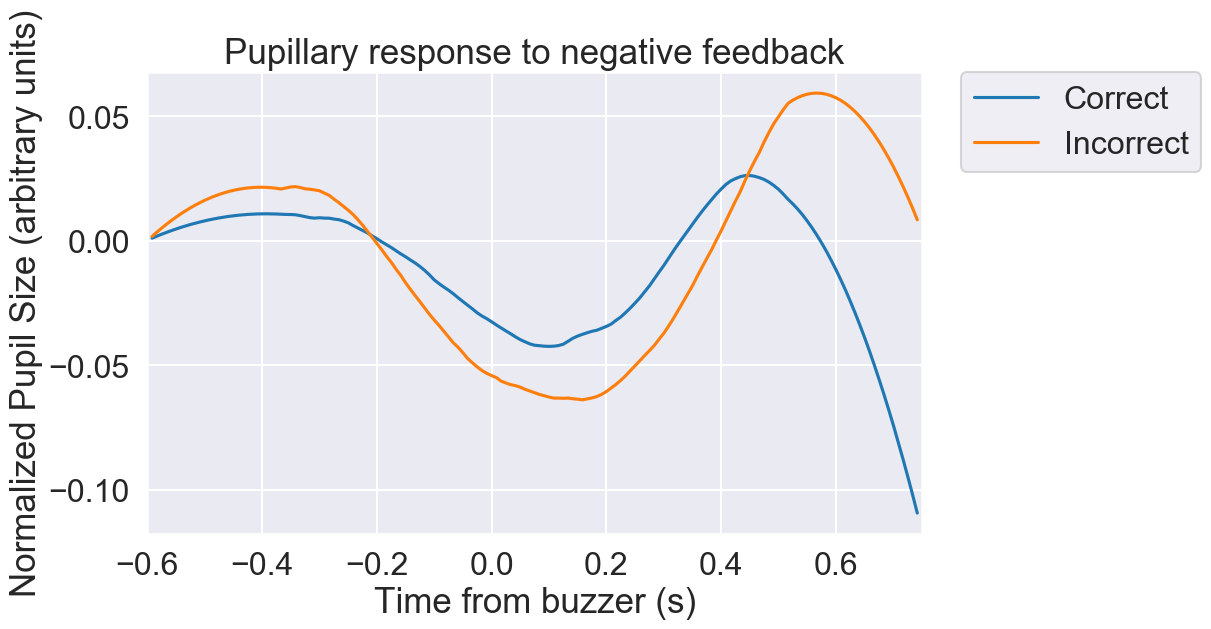 Pupillary response to negative feedback
Normalized Pupil Size (arbitrary units)
0.05
0.00
−0.05
−0.10
−0.6 −0.4 −0.2 0.0 0.2 0.4 0.6
Time from buzzer (s)
Correct
Incorrect